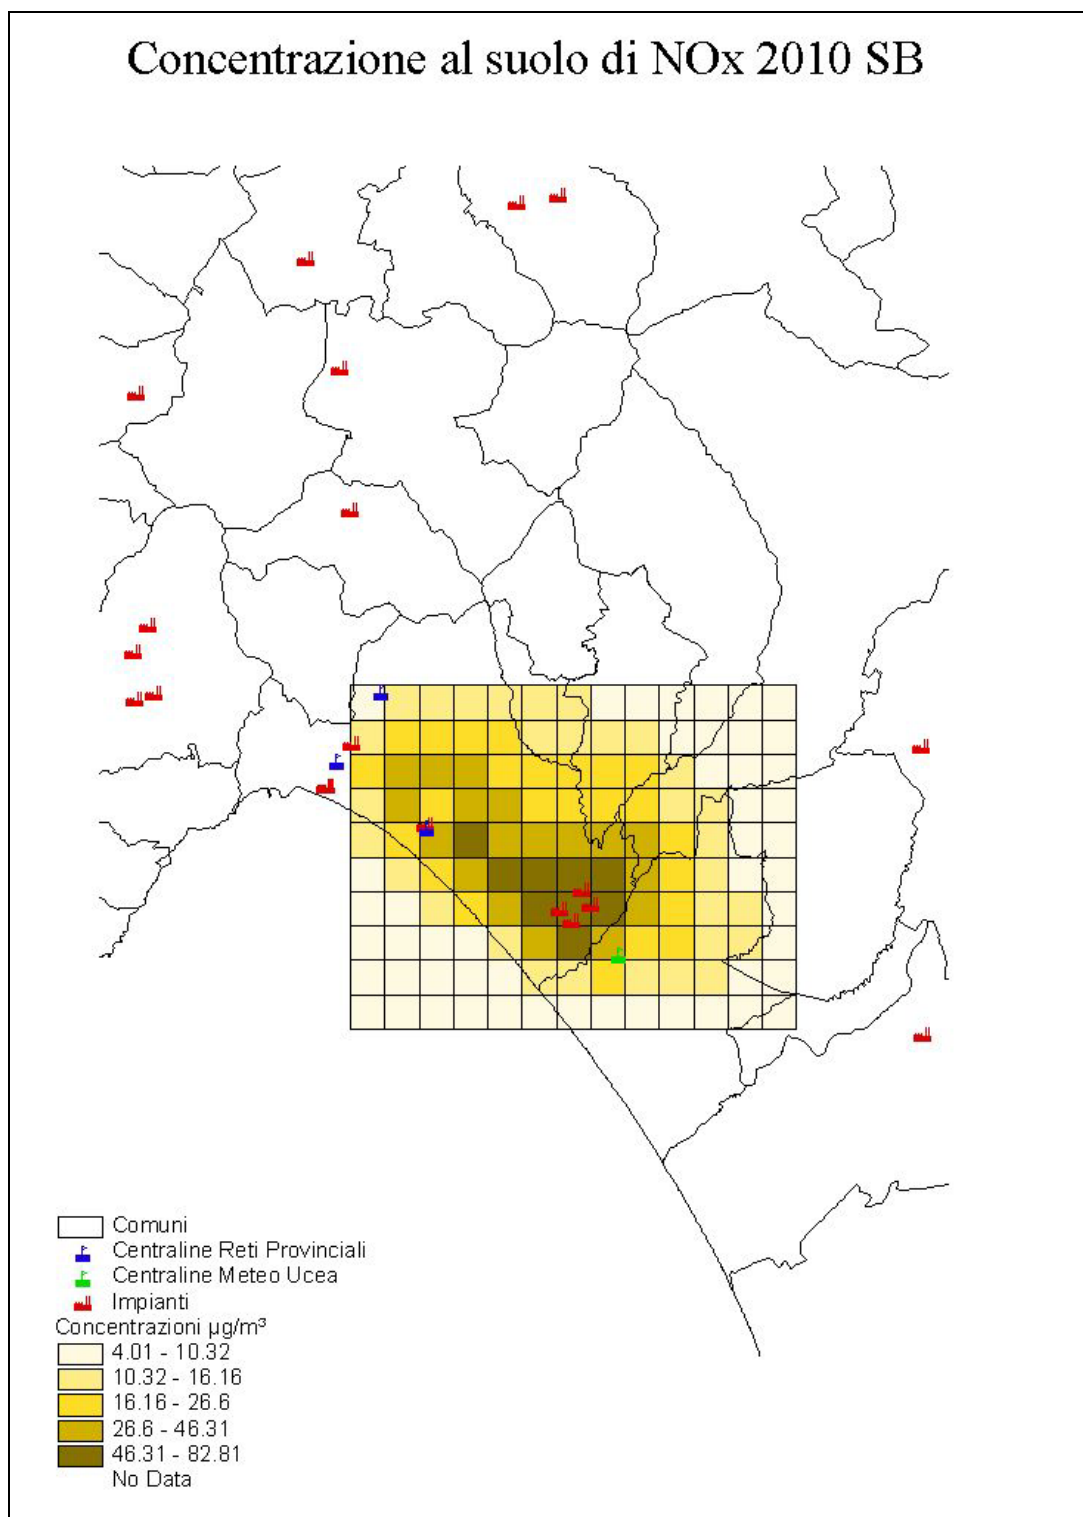 Concentrazione al suolo di NOx 2010 SB
Comuni
Centraline Reti Provinciali
Centraline Meteo Ucea
Impianti
Concentrazioni µg/m³
4.01 - 10.32
10.32 - 16.16
16.16 - 26.6
26.6 - 46.31
46.31 - 82.81
No Data